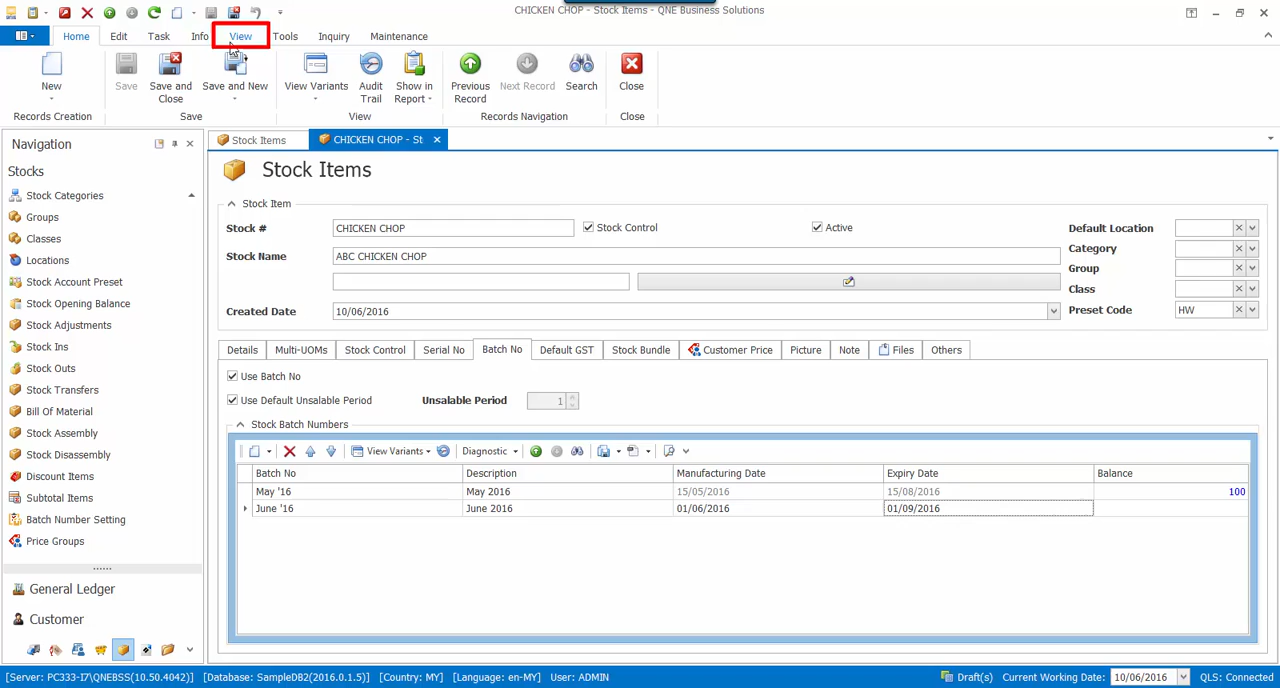 CHICKEN CHOP - Stock Items - QNE Business Solutions
Home Edit Task Info View Tools Inquiry Maintenance
New Save Save and Close Save and New View Variants Audit Trail Show in Report Previous Record Next Record Search Close
Records Creation Save View Records Navigation Close
Navigation
Stocks
Stock Categories
Groups
Classes
Locations
Stock Account Preset
Stock Opening Balance
Stock Adjustments
Stock Ins
Stock Outs
Stock Transfers
Bill Of Material
Stock Assembly
Stock Disassembly
Discount Items
Subtotal Items
Batch Number Setting
Price Groups
General Ledger
Customer
Stock Items CHICKEN CHOP - St
Stock Items
Stock Item
Stock # CHICKEN CHOP Stock Control Active Default Location
Stock Name ABC CHICKEN CHOP Category
Group
Class
Created Date 10/06/2016 Preset Code HW
Details Multi-UOMs Stock Control Serial No Batch No Default GST Stock Bundle Customer Price Picture Note Files Others
Use Batch No
Use Default Unsalable Period Unsalable Period 1
Stock Batch Numbers
View Variants Diagnostic
Batch No Description Manufacturing Date Expiry Date Balance
May '16 May 2016 15/05/2016 15/08/2016 100
June '16 June 2016 01/06/2016 01/09/2016
[Server: PC333-I7\QNEBSS(10.50.4042)] [Database: SampleDB2(2016.0.1.5)] [Country: MY] [Language: en-MY] User: ADMIN Draft(s) Current Working Date: 10/06/2016 QLS: Connected